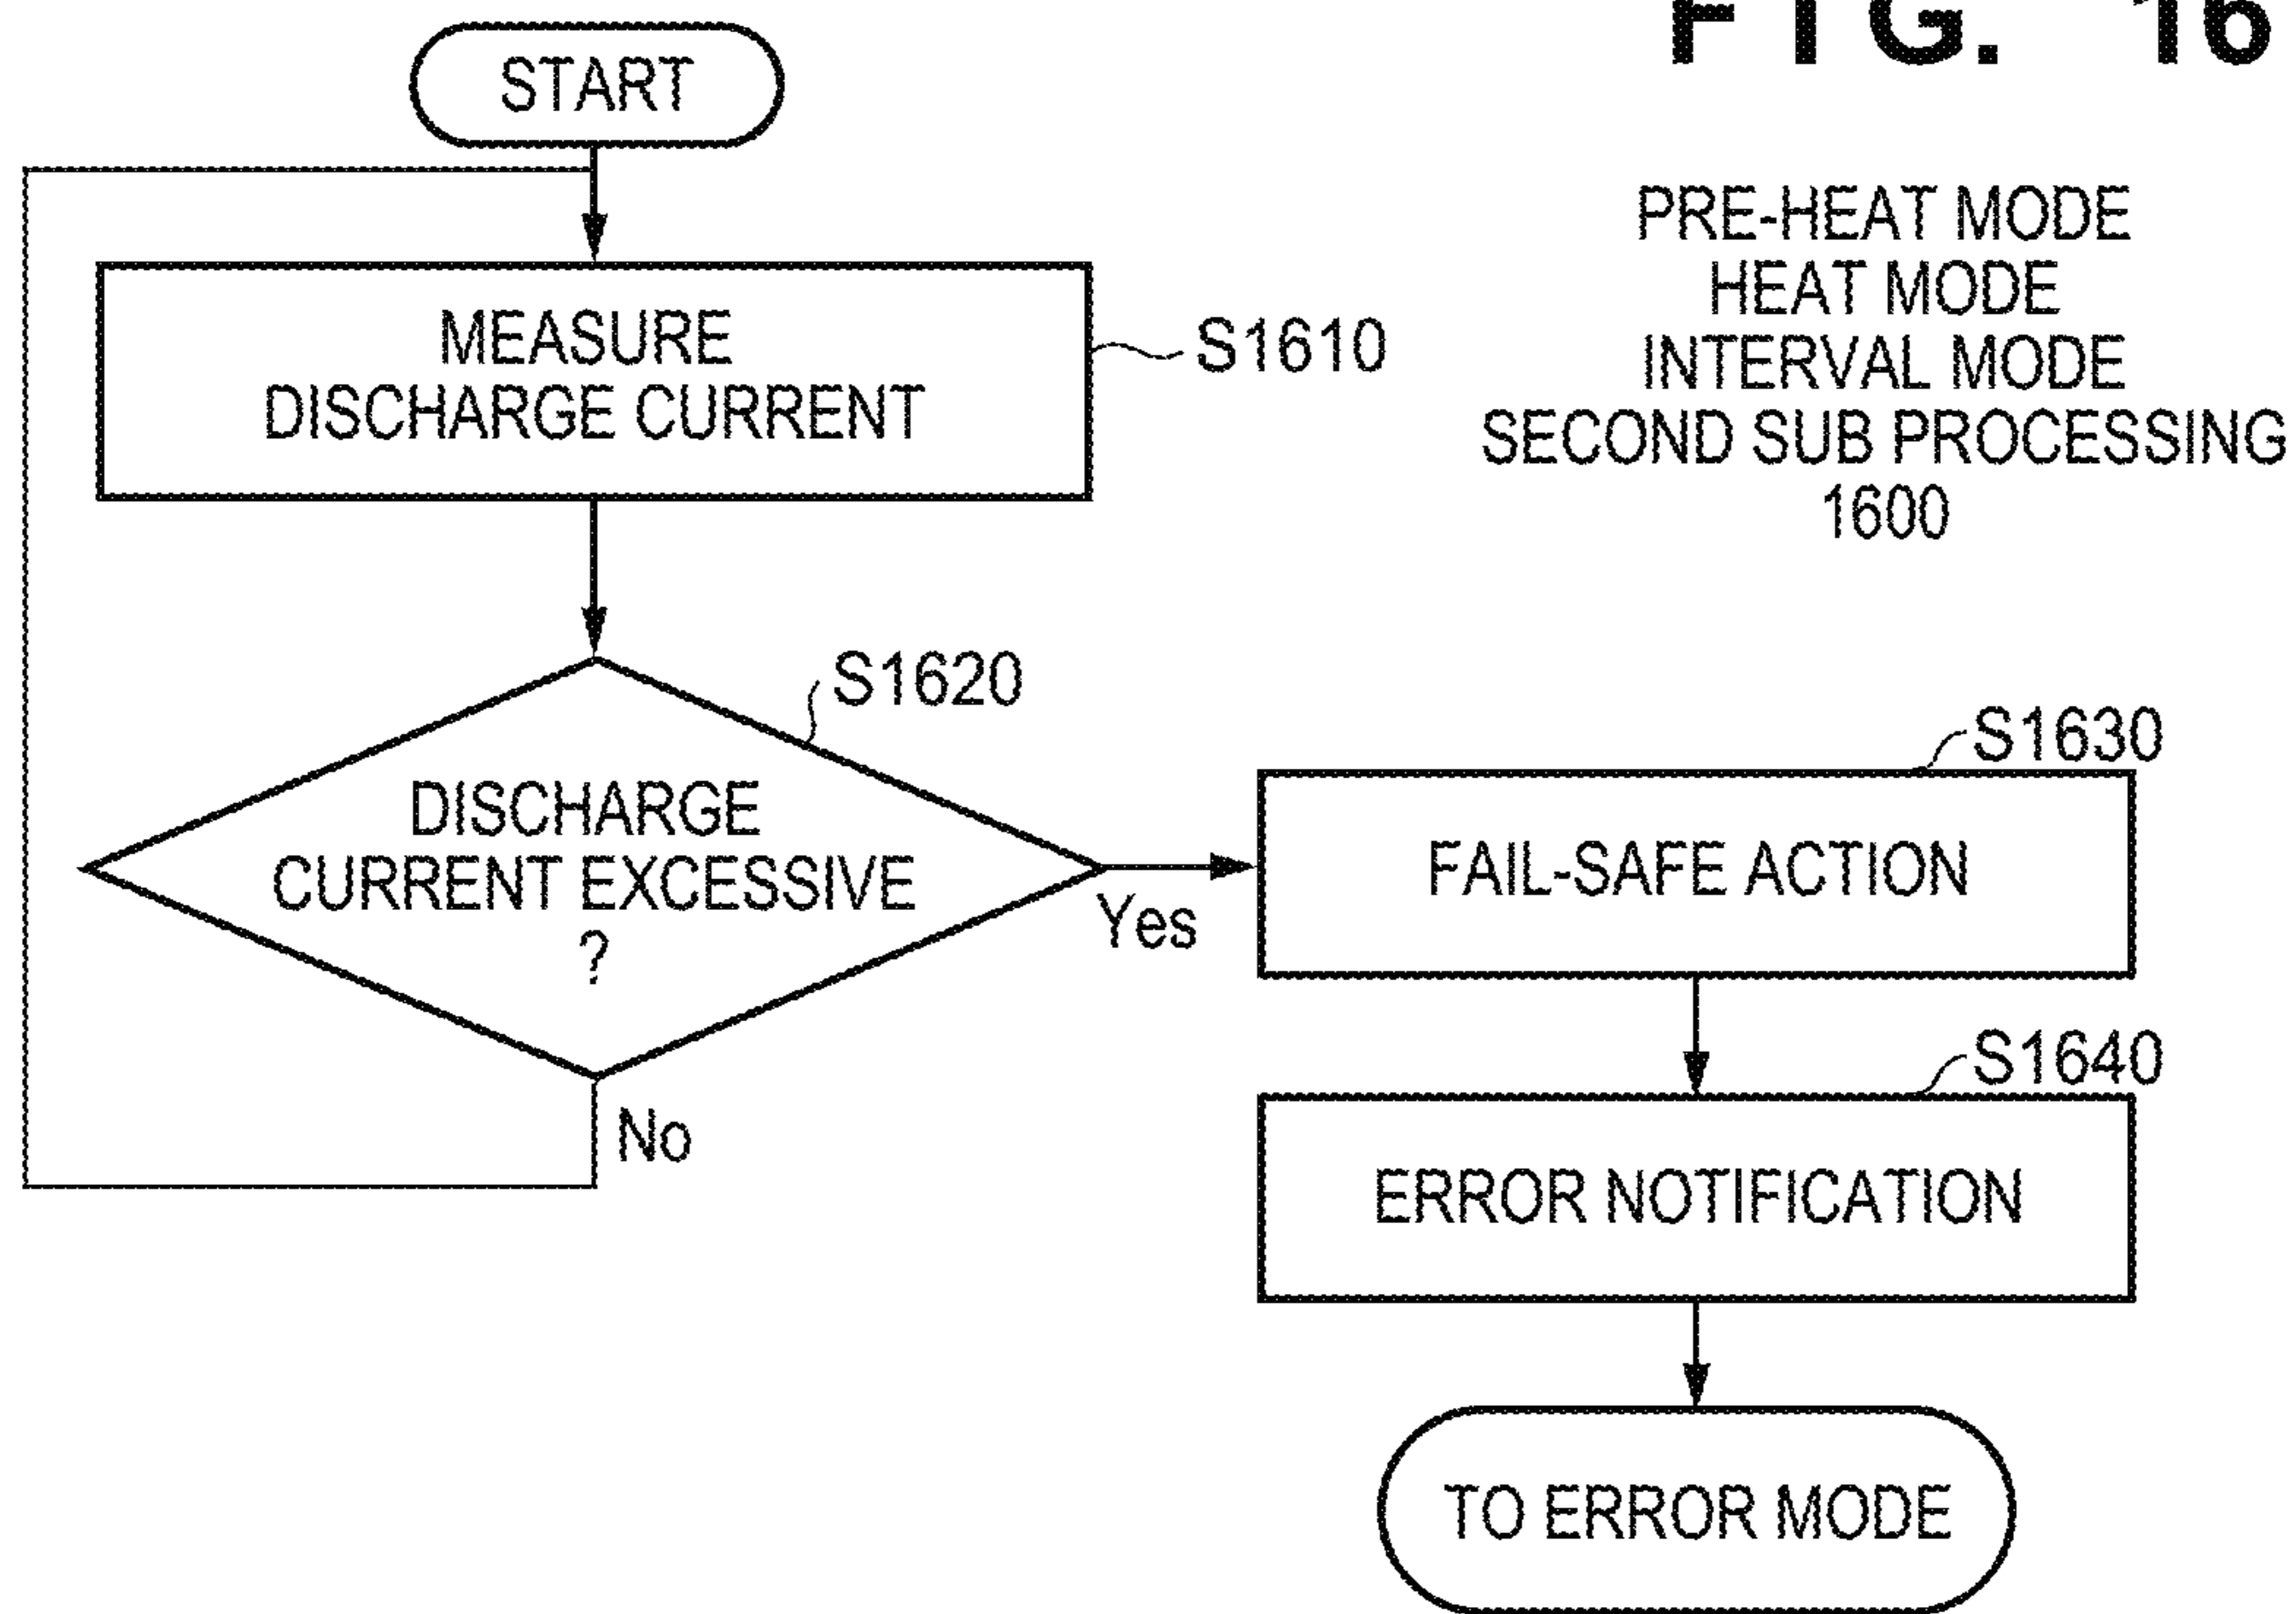 FIG. 16
START
PRE-HEAT MODE
HEAT MODE
INTERVAL MODE
SECOND SUB PROCESSING
1600
MEASURE
DISCHARGE CURRENT
S1610
S1620
DISCHARGE
CURRENT EXCESSIVE
?
Yes
No
S1630
FAIL-SAFE ACTION
S1640
ERROR NOTIFICATION
TO ERROR MODE